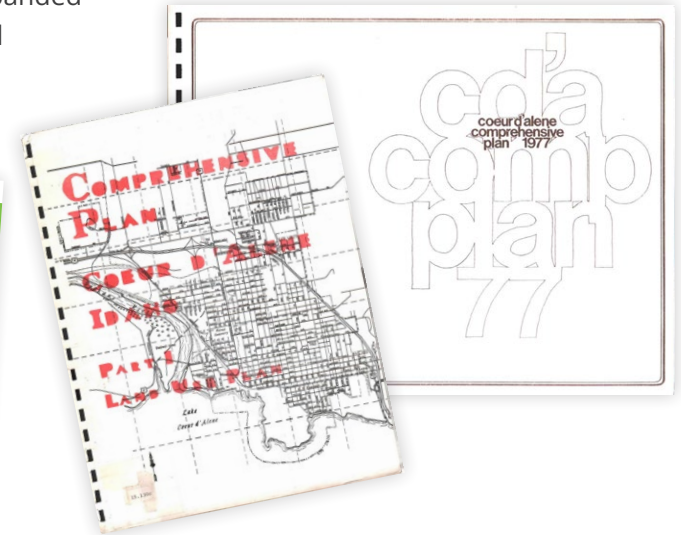 panded
cd'a
comp
plan
77
coeur d'alene
comprehensive
plan 1977
COMPREHENSIVE
PLAN
COEUR D'ALENE
IDAHO
PART I
LAND USE PLAN
Lake
Coeur d'Alene